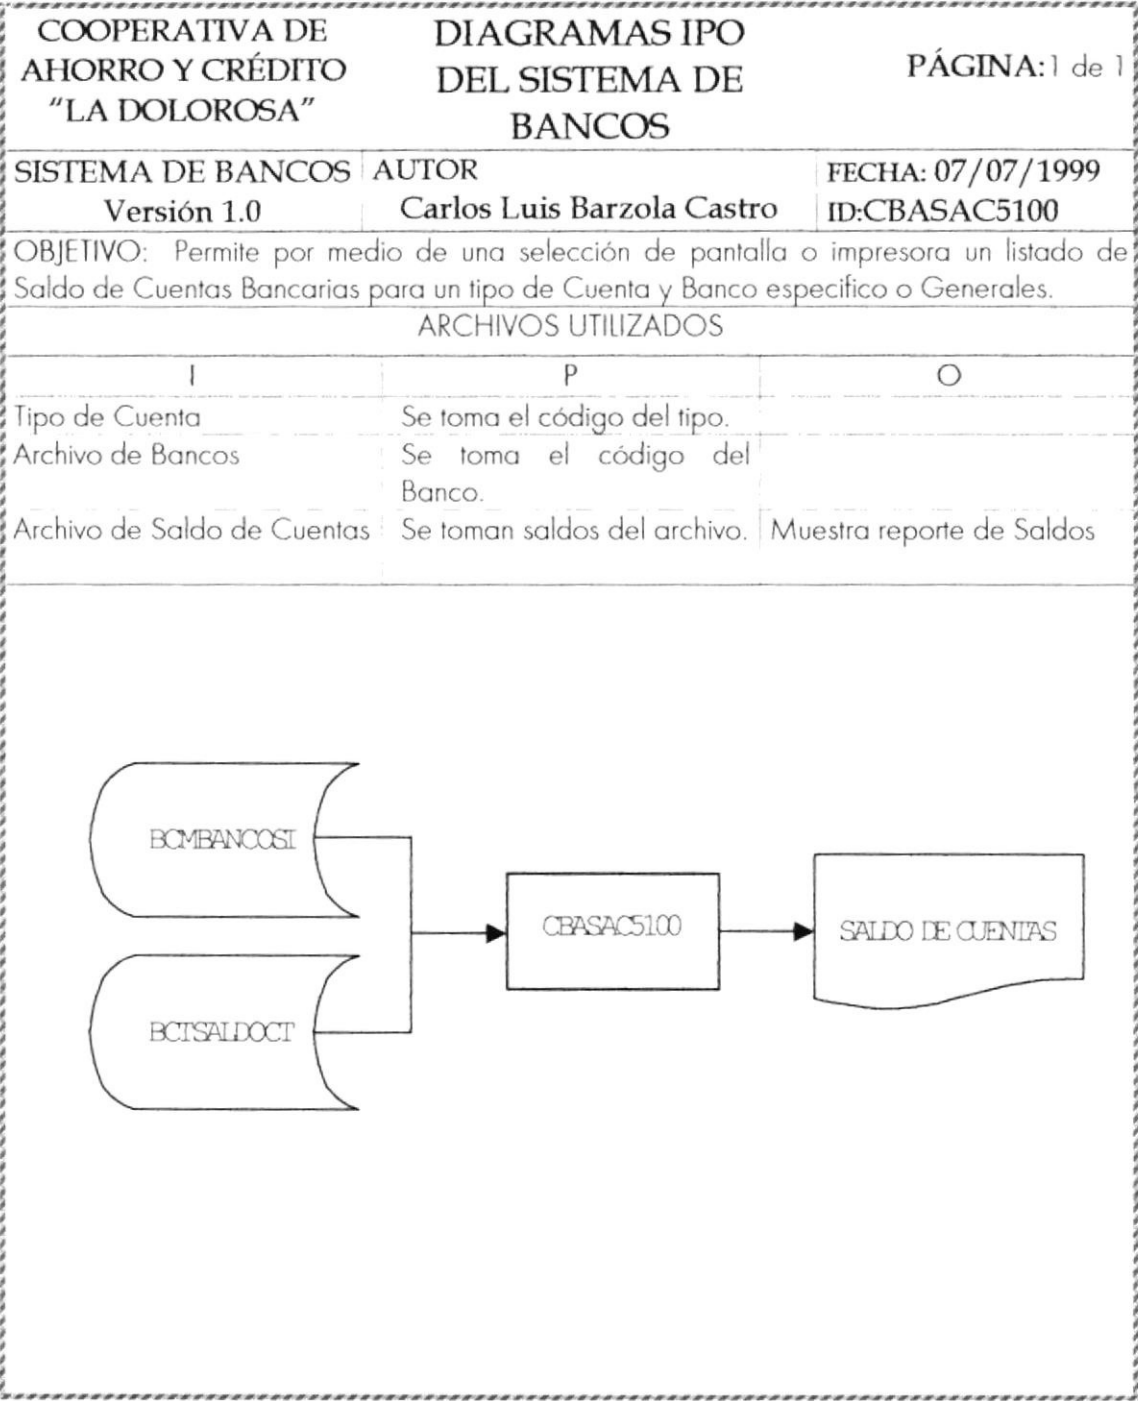 COOPERATIVA DE
AHORRO Y CRÉDITO
"LA DOLOROSA"
DIAGRAMAS IPO
DEL SISTEMA DE
BANCOS
PÁGINA:1 de 1
SISTEMA DE BANCOS
Versión 1.0
AUTOR
Carlos Luis Barzola Castro
FECHA: 07/07/1999
ID:CBASAC5100
OBJETIVO: Permite por medio de una selección de pantalla o impresora un listado de
Saldo de Cuentas Bancarias para un tipo de Cuenta y Banco especifico o Generales.
ARCHIVOS UTILIZADOS
I P O
Tipo de Cuenta Se toma el código del tipo.
Archivo de Bancos Se toma el código del
Banco.
Archivo de Saldo de Cuentas Se toman saldos del archivo. Muestra reporte de Saldos
BCMBANCOSI
CBASAC5100
SALDO DE CUENTAS
BCTSALDOCT